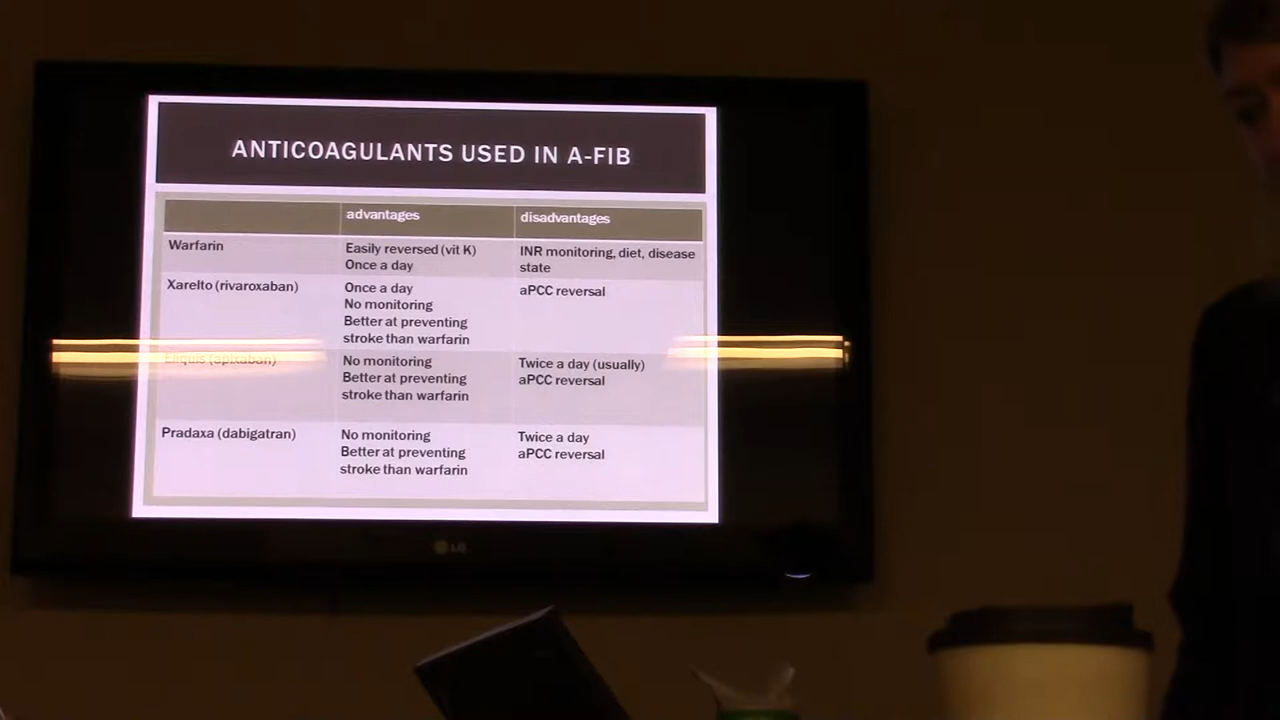 ANTICOAGULANTS USED IN A-FIB
advantages
disadvantages
Warfarin
Easily reversed (vit K)
Once a day
INR monitoring, diet, disease
state
Xarelto (rivaroxaban)
Once a day
No monitoring
Better at preventing
stroke than warfarin
aPCC reversal
Eliquis (apixaban)
No monitoring
Better at preventing
stroke than warfarin
Twice a day (usually)
aPCC reversal
Pradaxa (dabigatran)
No monitoring
Better at preventing
stroke than warfarin
Twice a day
aPCC reversal
LG